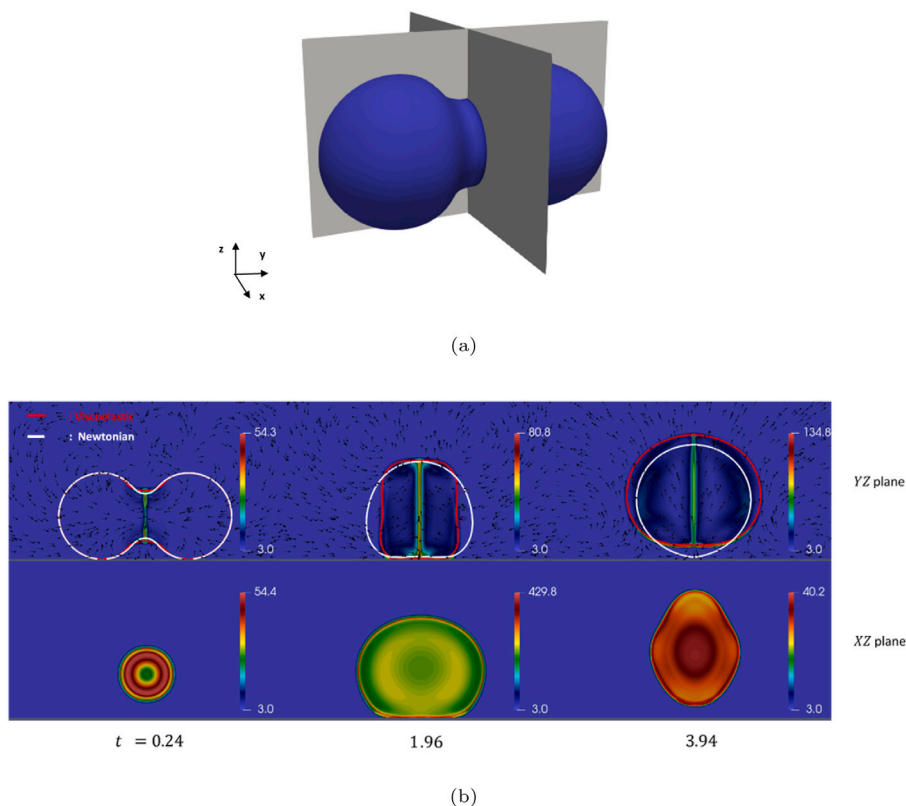 z
y
x
(a)
: Viscoelastic
: Newtonian
54.3
3.0
80.8
3.0
134.8
3.0
YZ plane
54.4
3.0
429.8
3.0
40.2
3.0
XZ plane
t = 0.24
1.96
3.94
(b)